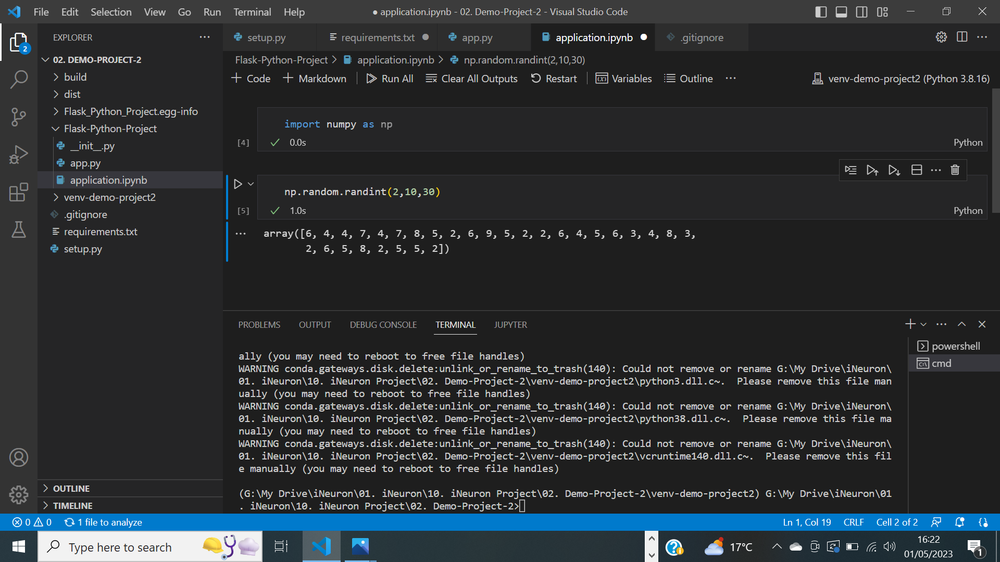 File Edit Selection View Go Run Terminal Help
● application.ipynb - 02. Demo-Project-2 - Visual Studio Code
EXPLORER
2
02. DEMO-PROJECT-2
build
dist
Flask_Python_Project.egg-info
Flask-Python-Project
__init__.py
app.py
application.ipynb
venv-demo-project2
.gitignore
requirements.txt
setup.py
OUTLINE
TIMELINE
setup.py requirements.txt app.py application.ipynb .gitignore
Flask-Python-Project > application.ipynb > np.random.randint(2,10,30)
+ Code + Markdown Run All Clear All Outputs Restart Variables Outline ... venv-demo-project2 (Python 3.8.16)
import numpy as np
[4] 0.0s Python
np.random.randint(2,10,30)
[5] 1.0s Python
... array([6, 4, 4, 7, 4, 7, 8, 5, 2, 6, 9, 5, 2, 2, 6, 4, 5, 6, 3, 4, 8, 3,
2, 6, 5, 8, 2, 5, 5, 2])
PROBLEMS OUTPUT DEBUG CONSOLE TERMINAL JUPYTER
powershell
cmd
ally (you may need to reboot to free file handles)
WARNING conda.gateways.disk.delete:unlink_or_rename_to_trash(140): Could not remove or rename G:\My Drive\iNeuron\
01. iNeuron\10. iNeuron Project\02. Demo-Project-2\venv-demo-project2\python3.dll.c~.  Please remove this file man
ually (you may need to reboot to free file handles)
WARNING conda.gateways.disk.delete:unlink_or_rename_to_trash(140): Could not remove or rename G:\My Drive\iNeuron\
01. iNeuron\10. iNeuron Project\02. Demo-Project-2\venv-demo-project2\python38.dll.c~.  Please remove this file ma
nually (you may need to reboot to free file handles)
WARNING conda.gateways.disk.delete:unlink_or_rename_to_trash(140): Could not remove or rename G:\My Drive\iNeuron\
01. iNeuron\10. iNeuron Project\02. Demo-Project-2\venv-demo-project2\vcruntime140.dll.c~.  Please remove this fil
e manually (you may need to reboot to free file handles)
(G:\My Drive\iNeuron\01. iNeuron\10. iNeuron Project\02. Demo-Project-2\venv-demo-project2) G:\My Drive\iNeuron\01
. iNeuron\10. iNeuron Project\02. Demo-Project-2>
0 0 1 file to analyze Ln 1, Col 19 CRLF Cell 2 of 2
Type here to search
17°C
16:22
01/05/2023
1